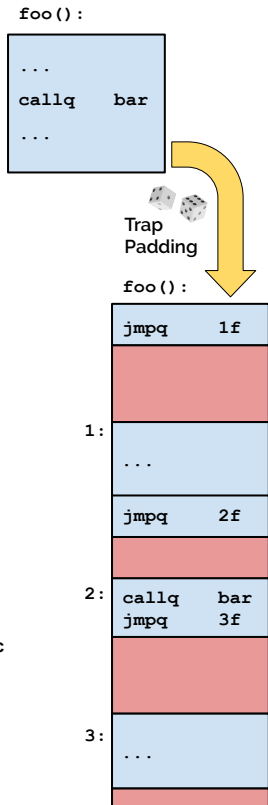 foo():
...
callq bar
...
Trap
Padding
foo():
jmpq 1f
1:
...
jmpq 2f
2: callq bar
jmpq 3f
c
3:
...